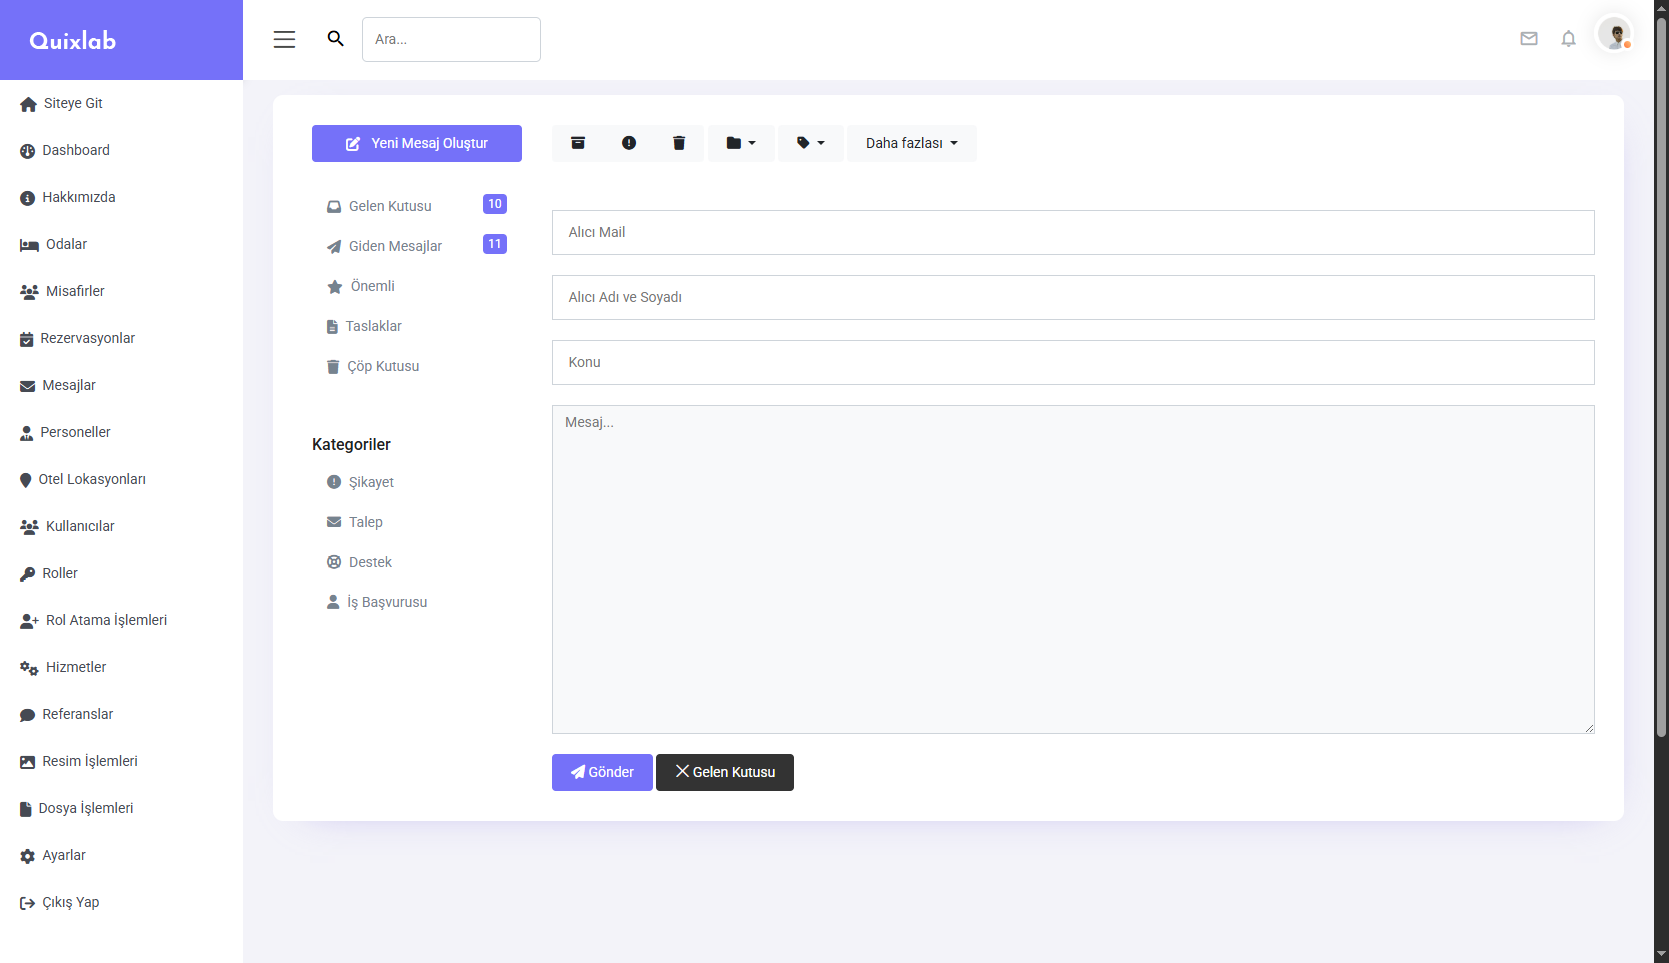 Quixlab
Ara...
Siteye Git
Dashboard
Hakkımızda
Odalar
Misafirler
Rezervasyonlar
Mesajlar
Personeller
Otel Lokasyonları
Kullanıcılar
Roller
Rol Atama İşlemleri
Hizmetler
Referanslar
Resim İşlemleri
Dosya İşlemleri
Ayarlar
Çıkış Yap
Yeni Mesaj Oluştur
Gelen Kutusu 10
Giden Mesajlar 11
Önemli
Taslaklar
Çöp Kutusu
Kategoriler
Şikayet
Talep
Destek
İş Başvurusu
Daha fazlası
Alıcı Mail
Alıcı Adı ve Soyadı
Konu
Mesaj...
Gönder
Gelen Kutusu